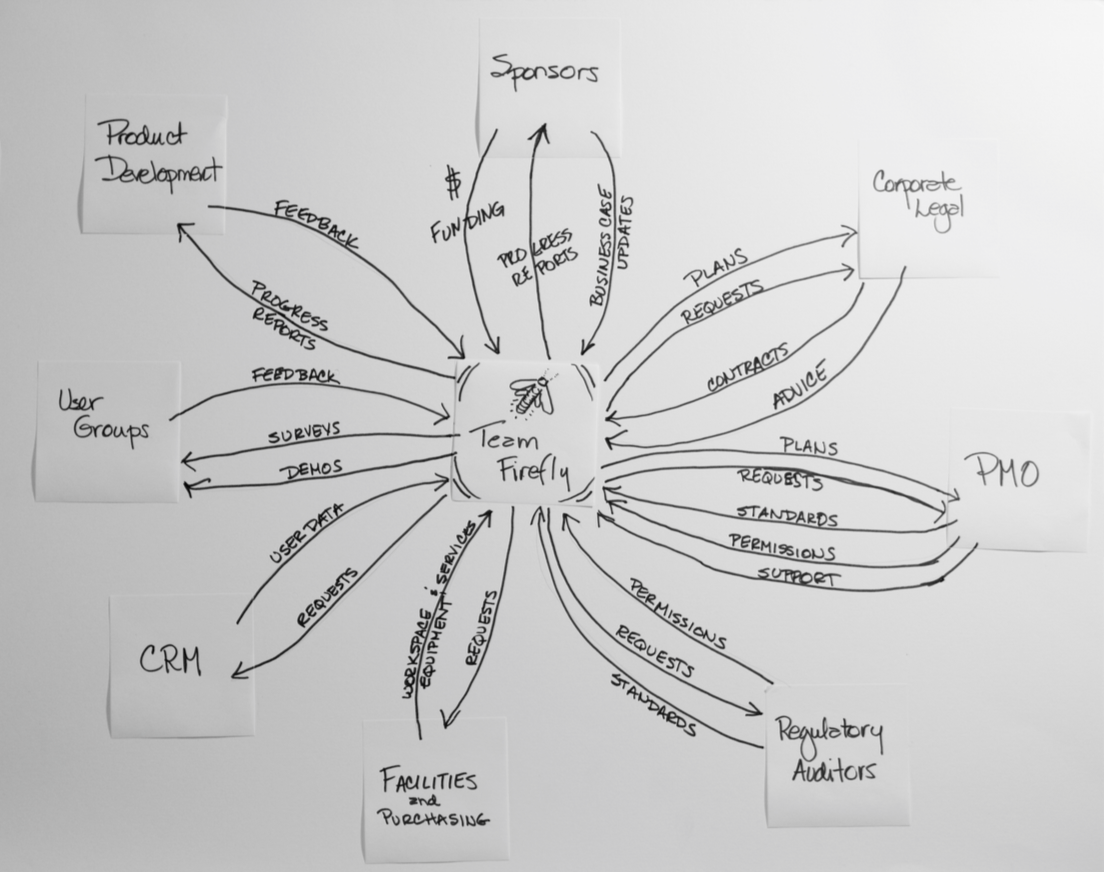 Sponsors
Product
Development
Corporate
Legal
$
FUNDING
PROGRESS
REPORTS
BUSINESS CASE
UPDATES
FEEDBACK
PROGRESS
REPORTS
PLANS
REQUESTS
CONTRACTS
ADVICE
User
Groups
FEEDBACK
SURVEYS
DEMOS
Team
Firefly
PLANS
REQUESTS
STANDARDS
PERMISSIONS
SUPPORT
PMO
USER DATA
REQUESTS
CRM
WORKSPACE
EQUIPMENT & SERVICES
REQUESTS
PERMISSIONS
REQUESTS
STANDARDS
FACILITIES
and
PURCHASING
Regulatory
Auditors